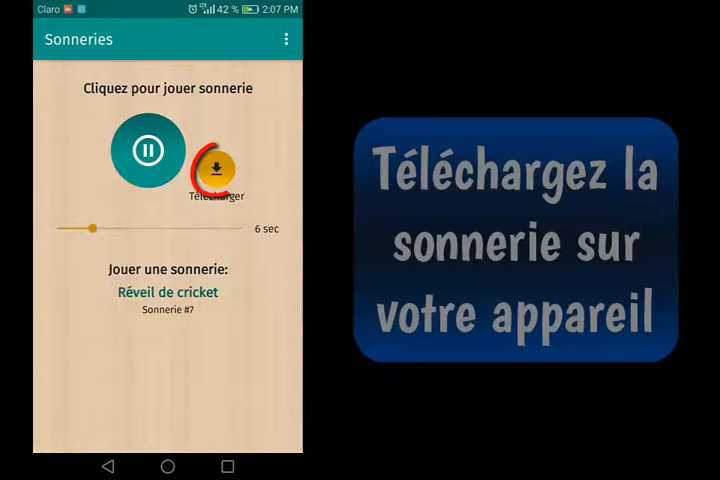 Claro LTE 42 % 2:07 PM
Sonneries
Cliquez pour jouer sonnerie
Télécharger
6 sec
Jouer une sonnerie:
Réveil de cricket
Sonnerie #7
Téléchargez la
sonnerie sur
votre appareil